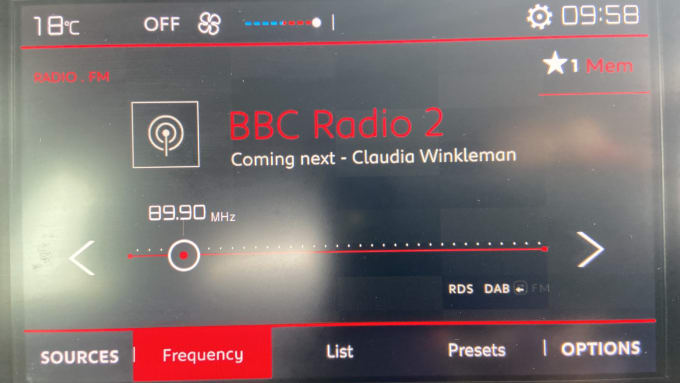 18°C OFF 09:58
RADIO . FM
1 Mem
BBC Radio 2
Coming next - Claudia Winkleman
89.90 MHz
RDS DAB FM
SOURCES Frequency List Presets OPTIONS